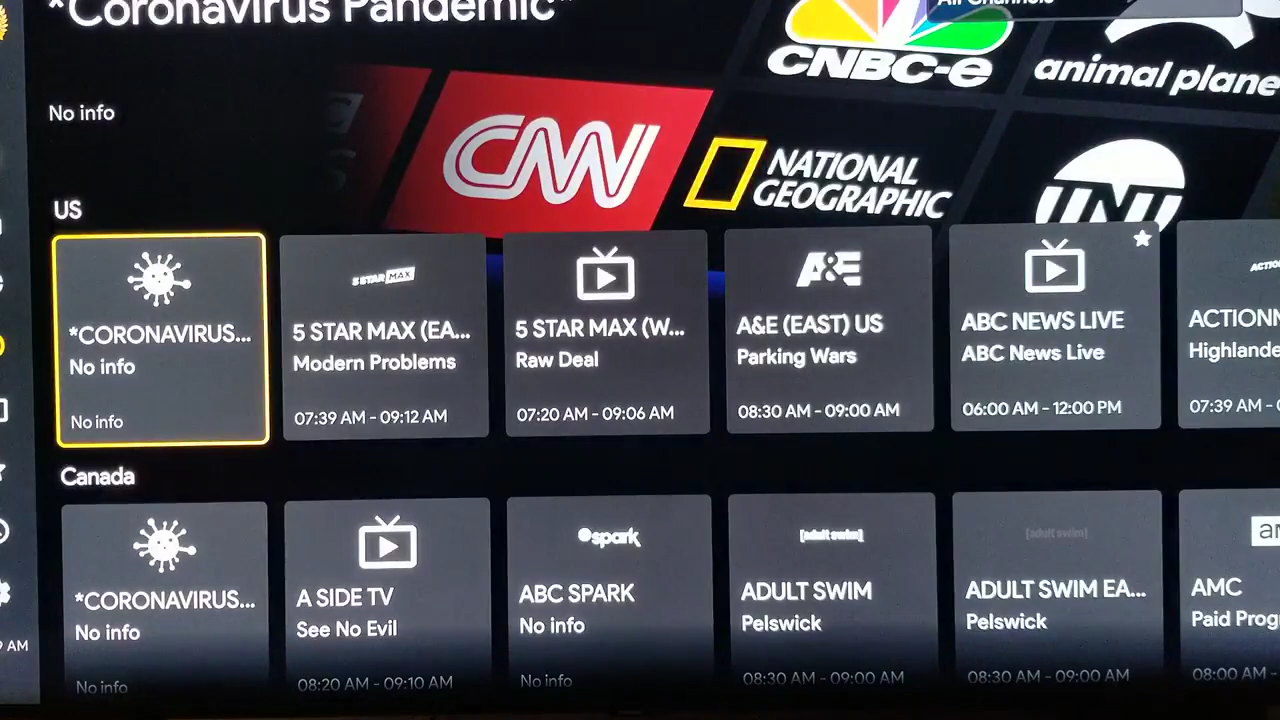 *Coronavirus Pandemic*
All Channels
CNBC-e
animal plane
No info
CNN
NATIONAL
GEOGRAPHIC
US
5 STAR MAX
A&E
*CORONAVIRUS...
No info
No info
5 STAR MAX (EA...
Modern Problems
07:39 AM - 09:12 AM
5 STAR MAX (W...
Raw Deal
07:20 AM - 09:06 AM
A&E (EAST) US
Parking Wars
08:30 AM - 09:00 AM
ABC NEWS LIVE
ABC News Live
06:00 AM - 12:00 PM
ACTIONM
Highlande
07:39 AM - 0
Canada
spark
[adult swim]
[adult swim]
am
*CORONAVIRUS...
No info
No info
A SIDE TV
See No Evil
08:20 AM - 09:10 AM
ABC SPARK
No info
No info
ADULT SWIM
Pelswick
08:30 AM - 09:00 AM
ADULT SWIM EA...
Pelswick
08:30 AM - 09:00 AM
AMC
Paid Prog
08:00 AM -
9 AM